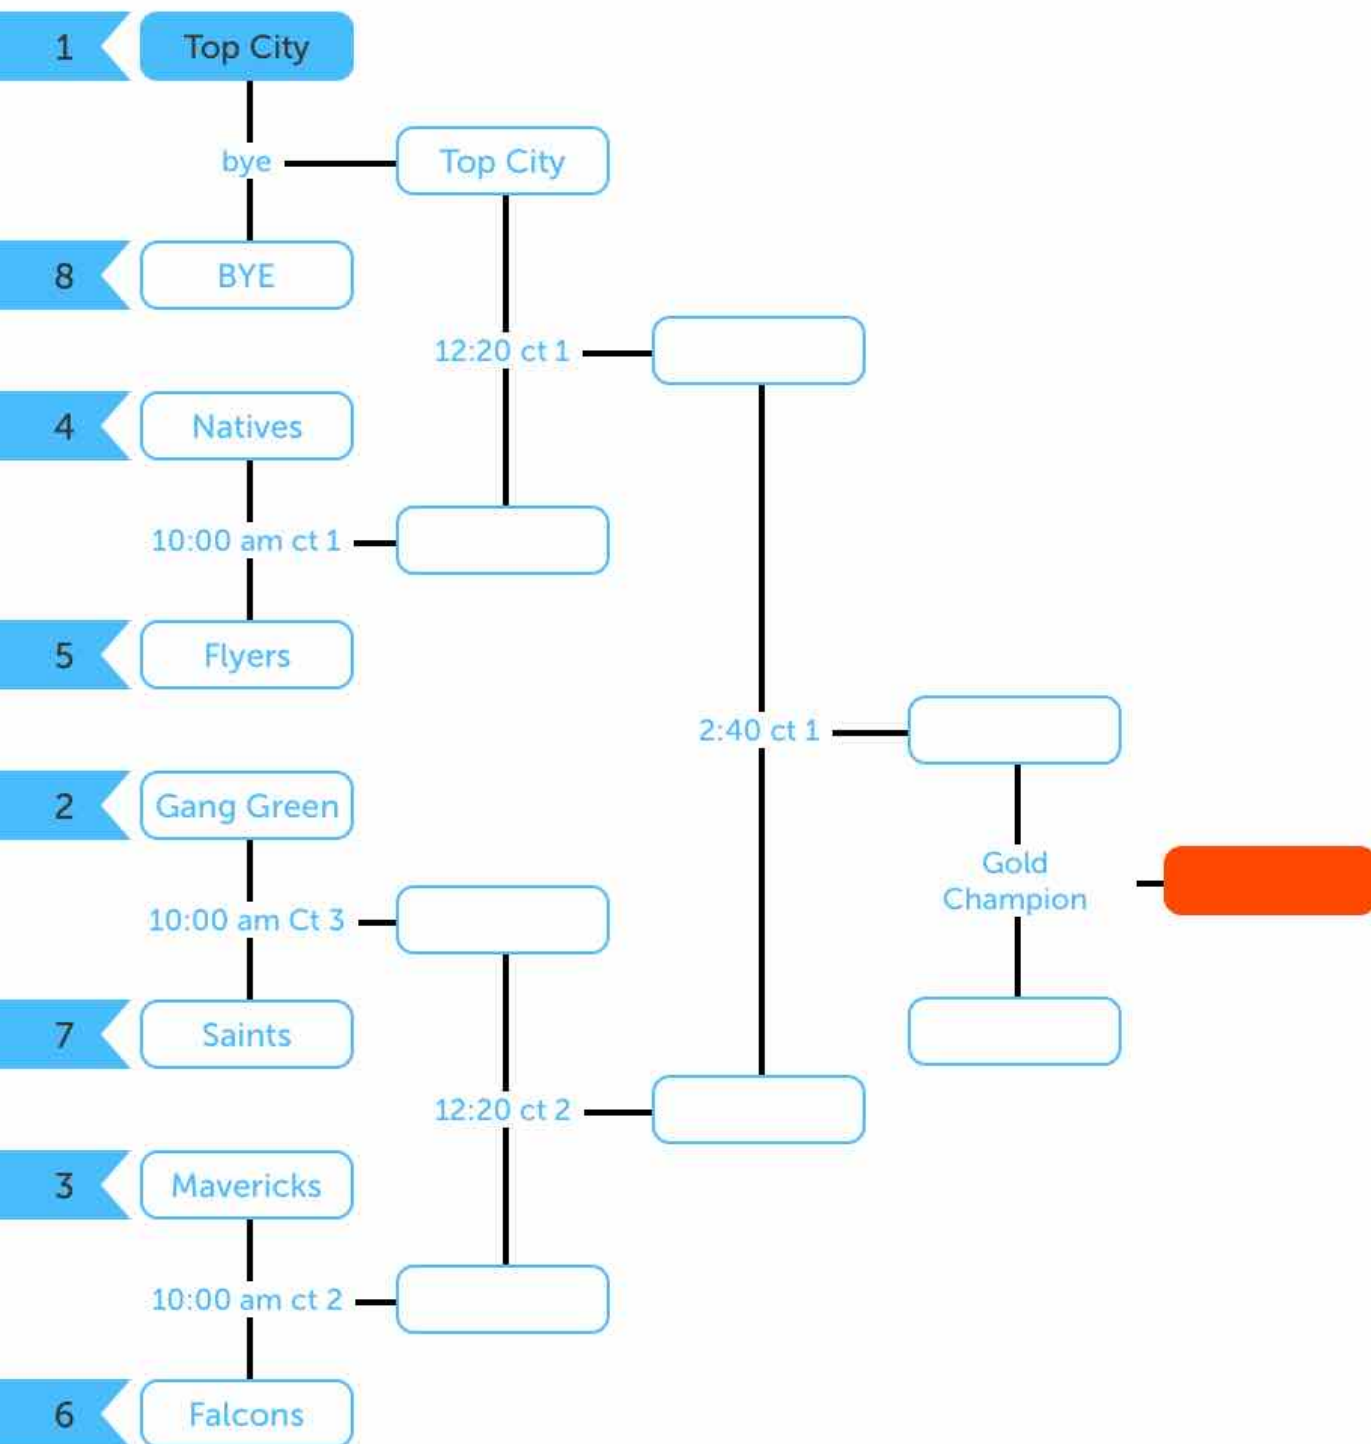 1
Top City
bye
Top City
8
BYE
12:20 ct 1
4
Natives
10:00 am ct 1
5
Flyers
2:40 ct 1
2
Gang Green
Gold
Champion
10:00 am Ct 3
7
Saints
12:20 ct 2
3
Mavericks
10:00 am ct 2
6
Falcons